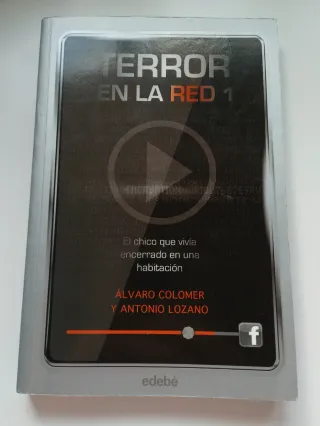 TERROR
EN LA RED 1
El chico que vivía
encerrado en una
habitación
ÁLVARO COLOMER
Y ANTONIO LOZANO
f
edebé